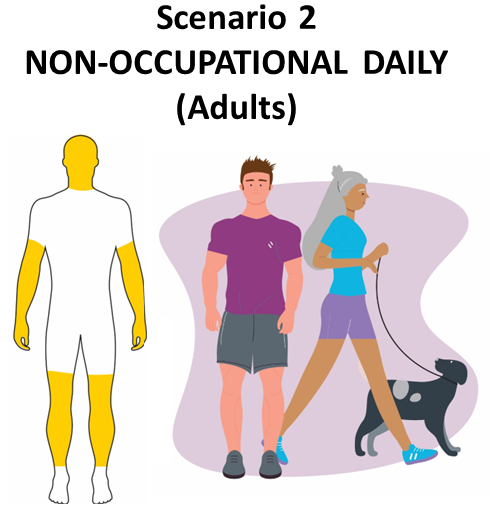 Scenario 2
NON-OCCUPATIONAL DAILY
(Adults)